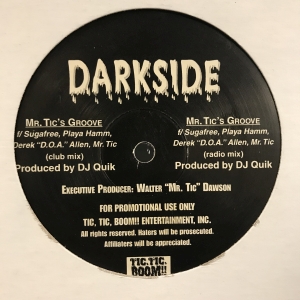 DARKSIDE
MR. TIC'S GROOVE
f/ Sugafree, Playa Hamm,
Derek "D.O.A." Allen, Mr. Tic
(club mix)
Produced by DJ Quik
MR. TIC'S GROOVE
f/ Sugafree, Playa Hamm,
Derek "D.O.A." Allen, Mr. Tic
(radio mix)
Produced by DJ Quik
EXECUTIVE PRODUCER: WALTER "MR. TIC" DAWSON
FOR PROMOTIONAL USE ONLY
TIC, TIC, BOOM!! ENTERTAINMENT, INC.
All rights reserved. Haters will be prosecuted.
Affiliaters will be appreciated.
TIC, TIC,
BOOM!!